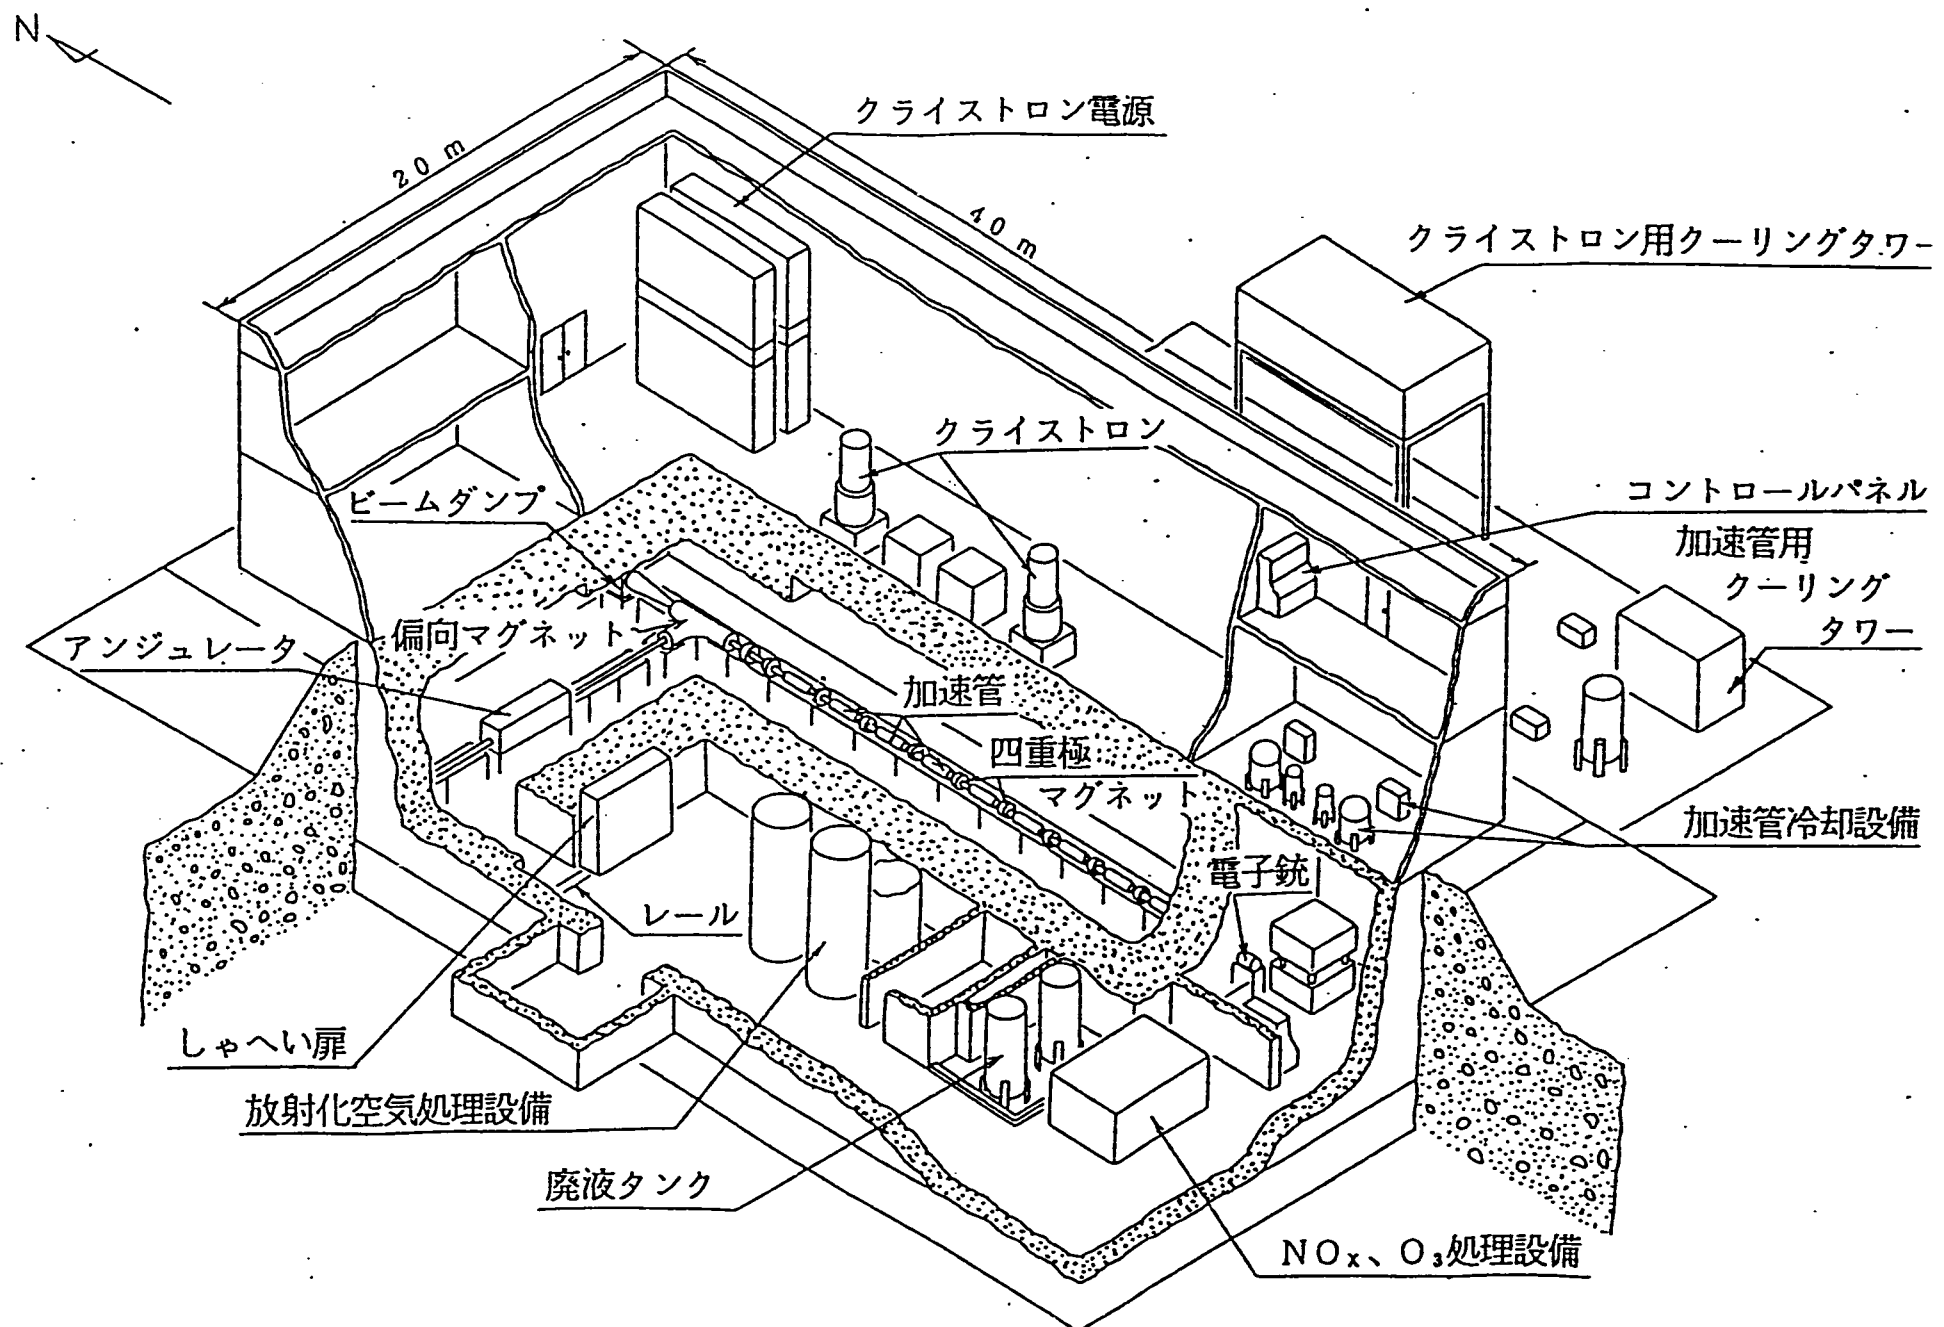 N
20 m
40 m
クライストロン電源
クライストロン用クーリングタワー
クライストロン
コントロールパネル
加速管用
クーリング
タワー
ビームダンプ
偏向マグネット
アンジュレータ
加速管
四重極
マグネット
加速管冷却設備
電子銃
レール
しゃへい扉
放射化空気処理設備
廃液タンク
NOx、O₃処理設備